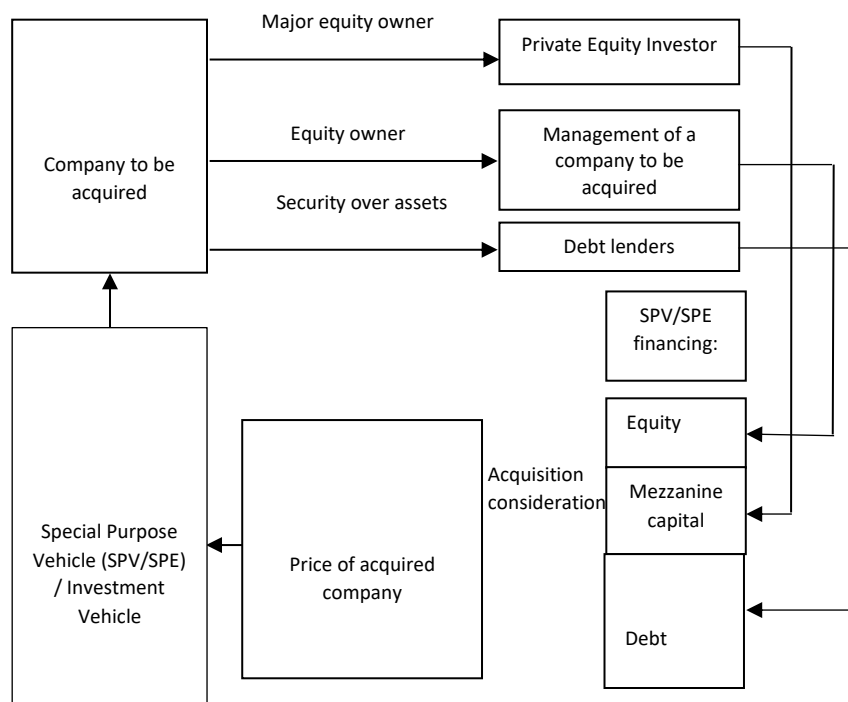 Major equity owner
Private Equity Investor
Company to be
acquired
Equity owner
Management of a
company to be
acquired
Security over assets
Debt lenders
SPV/SPE
financing:
Equity
Acquisition
consideration
Mezzanine
capital
Special Purpose
Vehicle (SPV/SPE)
/ Investment
Vehicle
Price of acquired
company
Debt